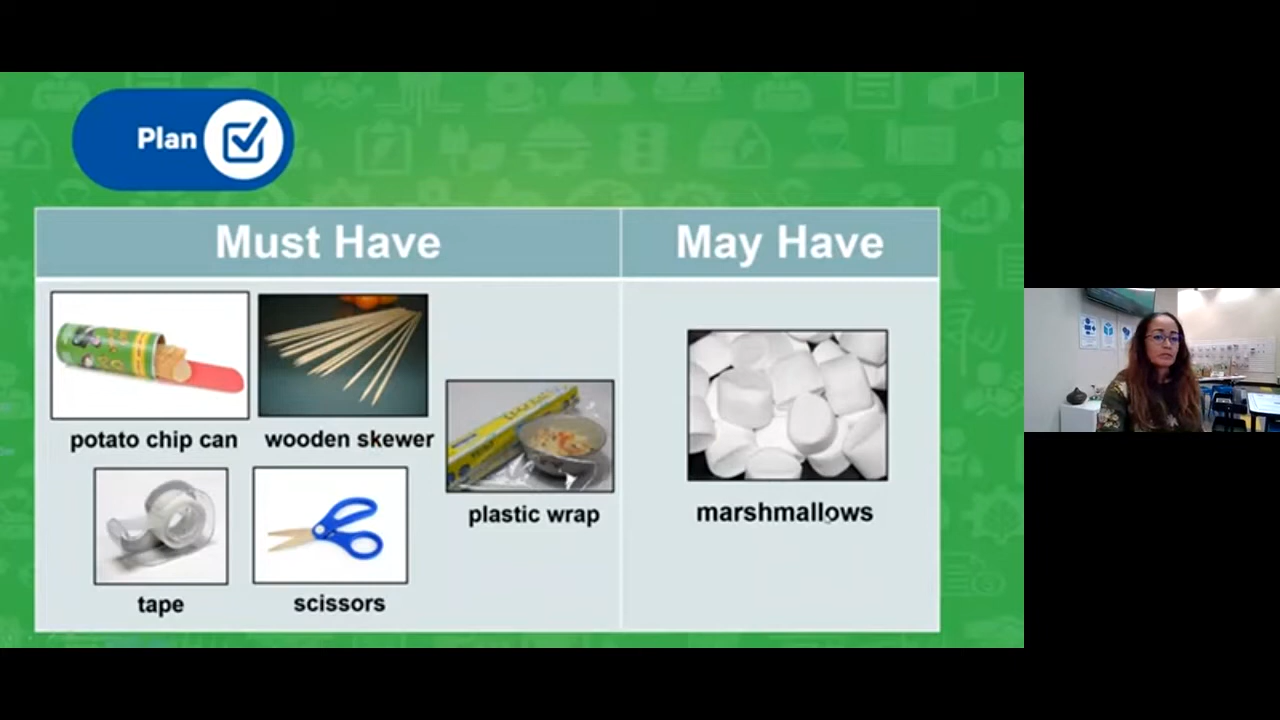 Plan
Must Have
May Have
potato chip can
wooden skewer
plastic wrap
marshmallows
tape
scissors